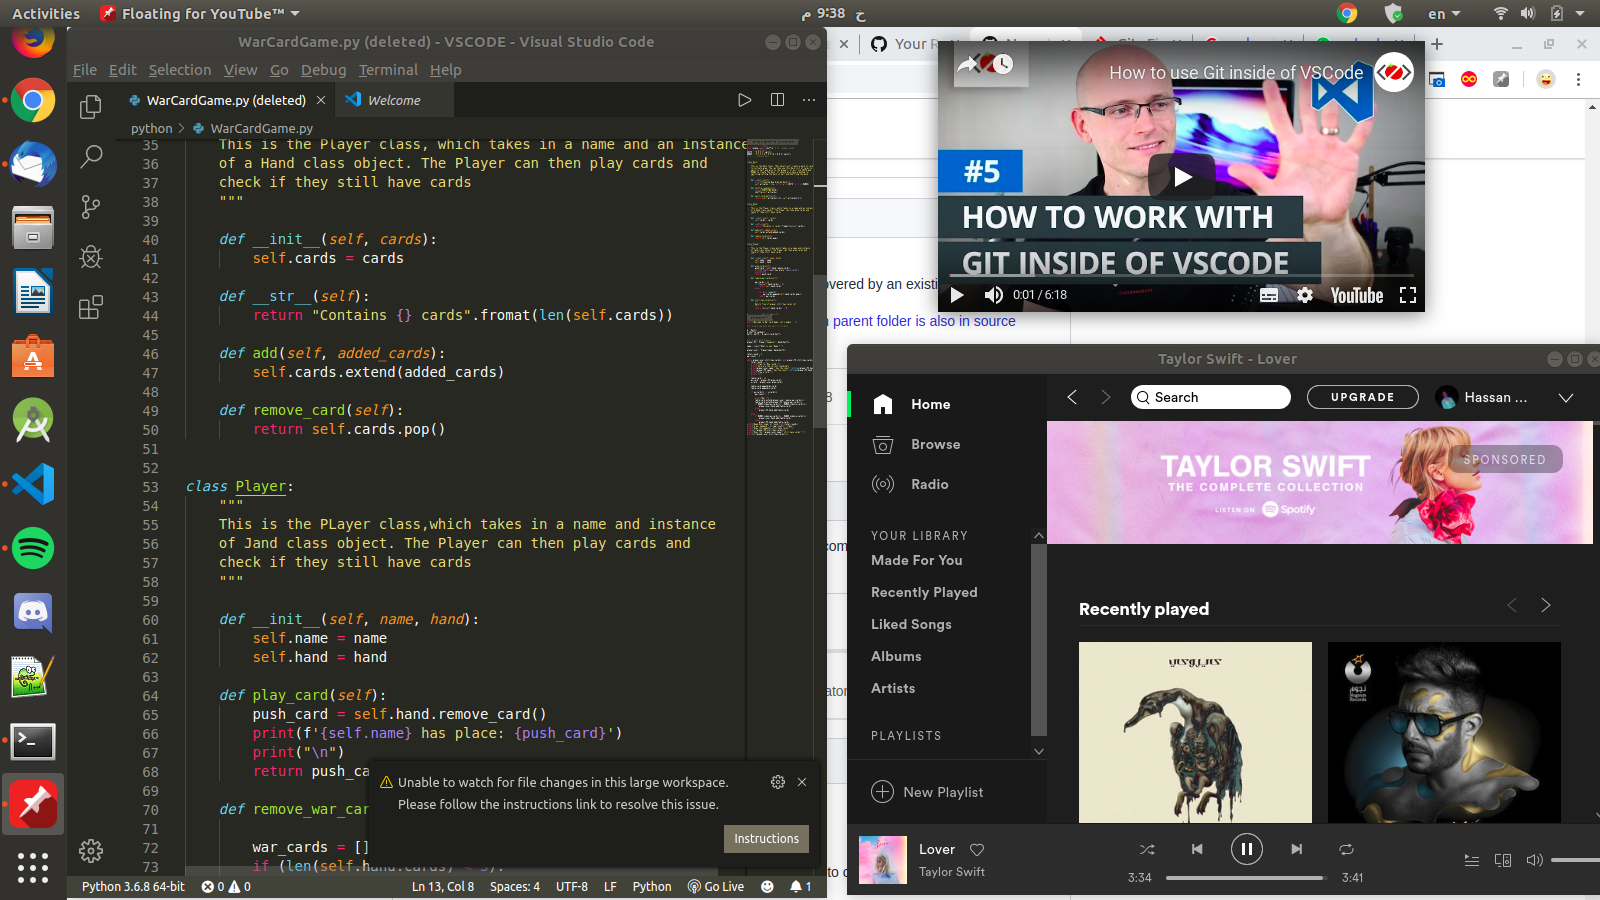 Activities
Floating for YouTube™
م 9:38 خ
en
WarCardGame.py (deleted) - VSCODE - Visual Studio Code
File Edit Selection View Go Debug Terminal Help
WarCardGame.py (deleted)
Welcome
python > WarCardGame.py
35 This is the Player class, which takes in a name and an instance
36 of a Hand class object. The Player can then play cards and
37 check if they still have cards
38 """
39
40 def __init__(self, cards):
41 self.cards = cards
42
43 def __str__(self):
44 return "Contains {} cards".fromat(len(self.cards))
45
46 def add(self, added_cards):
47 self.cards.extend(added_cards)
48
49 def remove_card(self):
50 return self.cards.pop()
51
52
53 class Player:
54 """
55 This is the PLayer class,which takes in a name and instance
56 of Jand class object. The Player can then play cards and
57 check if they still have cards
58 """
59
60 def __init__(self, name, hand):
61 self.name = name
62 self.hand = hand
63
64 def play_card(self):
65 push_card = self.hand.remove_card()
66 print(f'{self.name} has place: {push_card}')
67 print("\n")
68 return push_ca
69
70 def remove_war_car
71
72 war_cards = []
73 if (len(self.hand.cards) < 3):
Unable to watch for file changes in this large workspace.
Please follow the instructions link to resolve this issue.
Instructions
Python 3.6.8 64-bit
0 0
Ln 13, Col 8
Spaces: 4
UTF-8
LF
Python
Go Live
1
Your R
overed by an existi
parent folder is also in source
8
com
ator
to c
How to use Git inside of VSCode
#5
HOW TO WORK WITH
GIT INSIDE OF VSCODE
0:01 / 6:18
YouTube
Taylor Swift - Lover
Home
Browse
Radio
YOUR LIBRARY
Made For You
Recently Played
Liked Songs
Albums
Artists
PLAYLISTS
New Playlist
Search
UPGRADE
Hassan ...
TAYLOR SWIFT
THE COMPLETE COLLECTION
LISTEN ON Spotify
SPONSORED
Recently played
نجوم
Nogoum Records
Lover
Taylor Swift
3:34
3:41